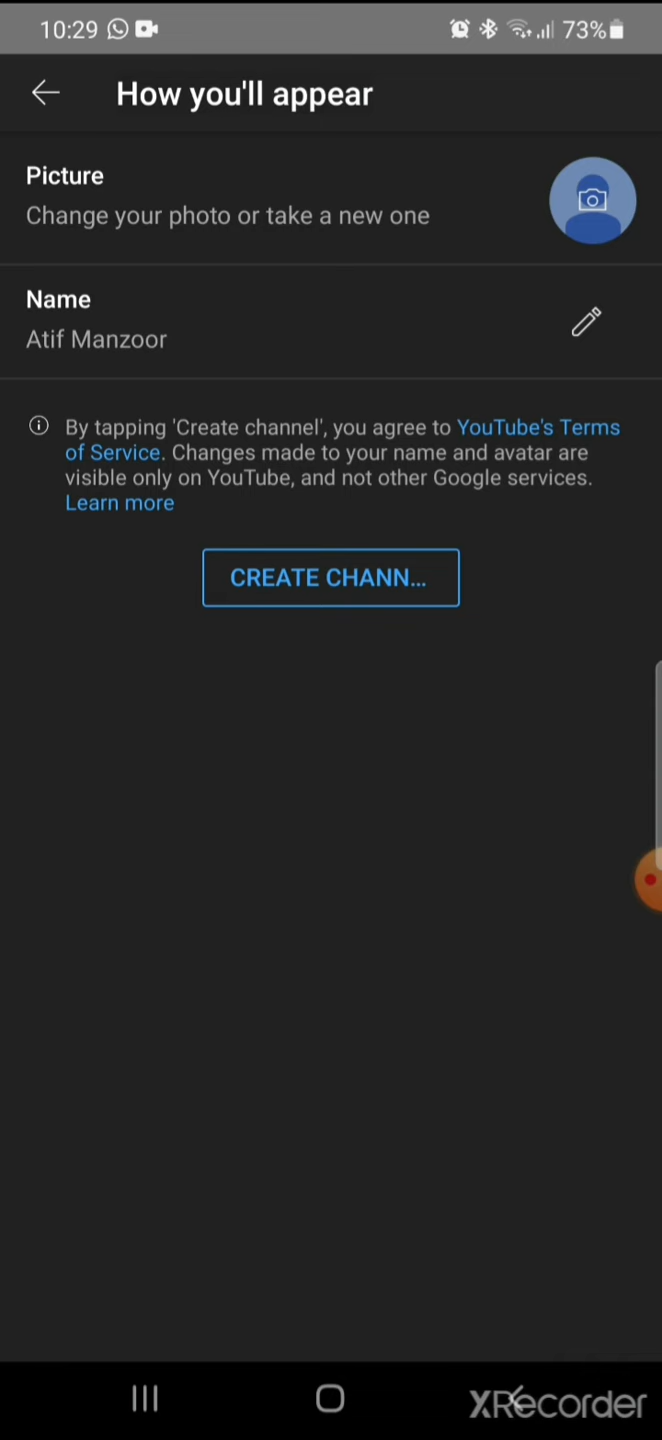 10:29 73%
How you'll appear
Picture
Change your photo or take a new one
Name
Atif Manzoor
By tapping 'Create channel', you agree to YouTube's Terms
of Service. Changes made to your name and avatar are
visible only on YouTube, and not other Google services.
Learn more
CREATE CHANN...
XRecorder